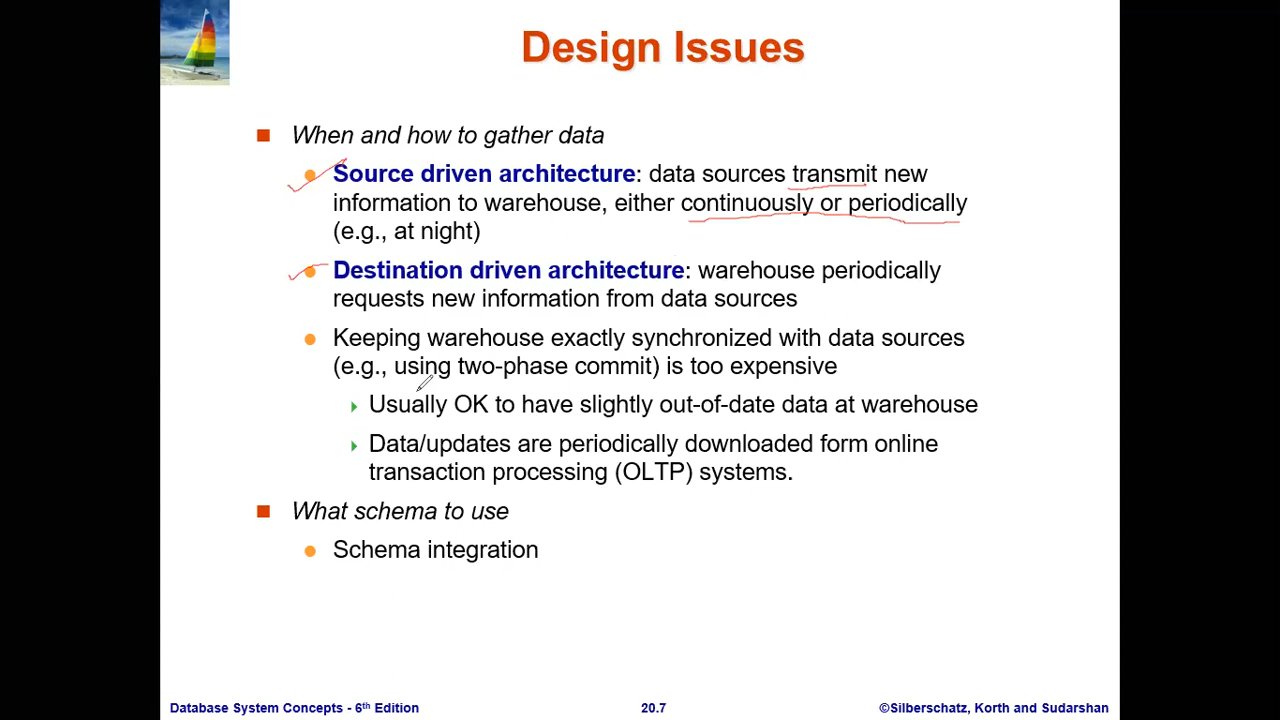 Design Issues
When and how to gather data
Source driven architecture: data sources transmit new
information to warehouse, either continuously or periodically
(e.g., at night)
Destination driven architecture: warehouse periodically
requests new information from data sources
Keeping warehouse exactly synchronized with data sources
(e.g., using two-phase commit) is too expensive
Usually OK to have slightly out-of-date data at warehouse
Data/updates are periodically downloaded form online
transaction processing (OLTP) systems.
What schema to use
Schema integration
Database System Concepts - 6th Edition
20.7
©Silberschatz, Korth and Sudarshan